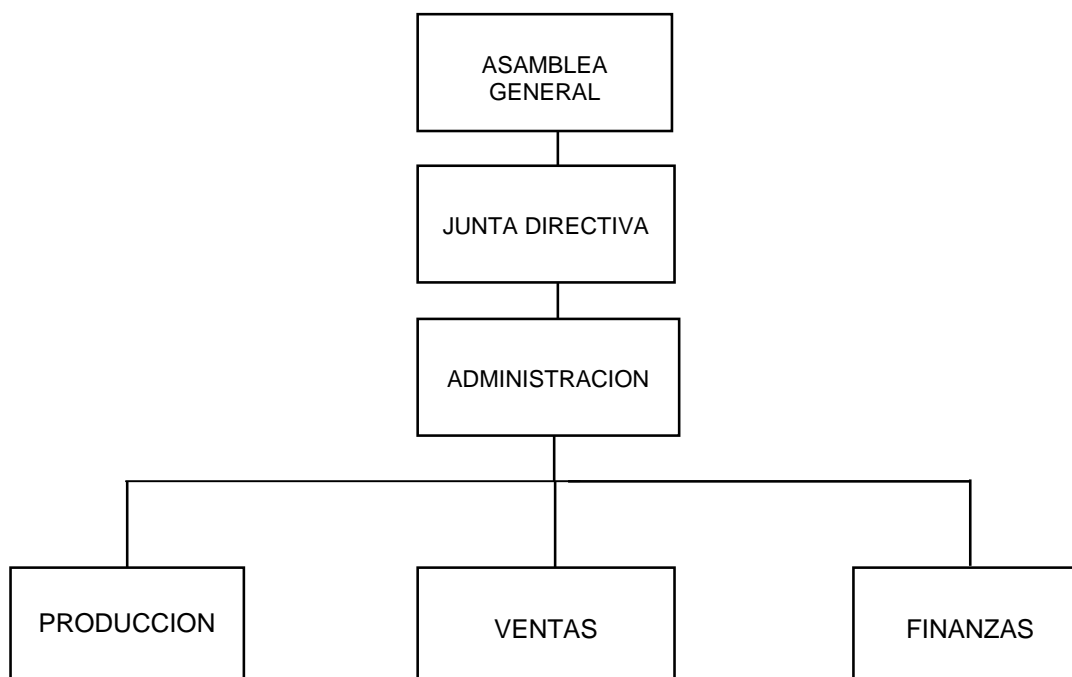 ASAMBLEA
GENERAL
JUNTA DIRECTIVA
ADMINISTRACION
PRODUCCION
VENTAS
FINANZAS